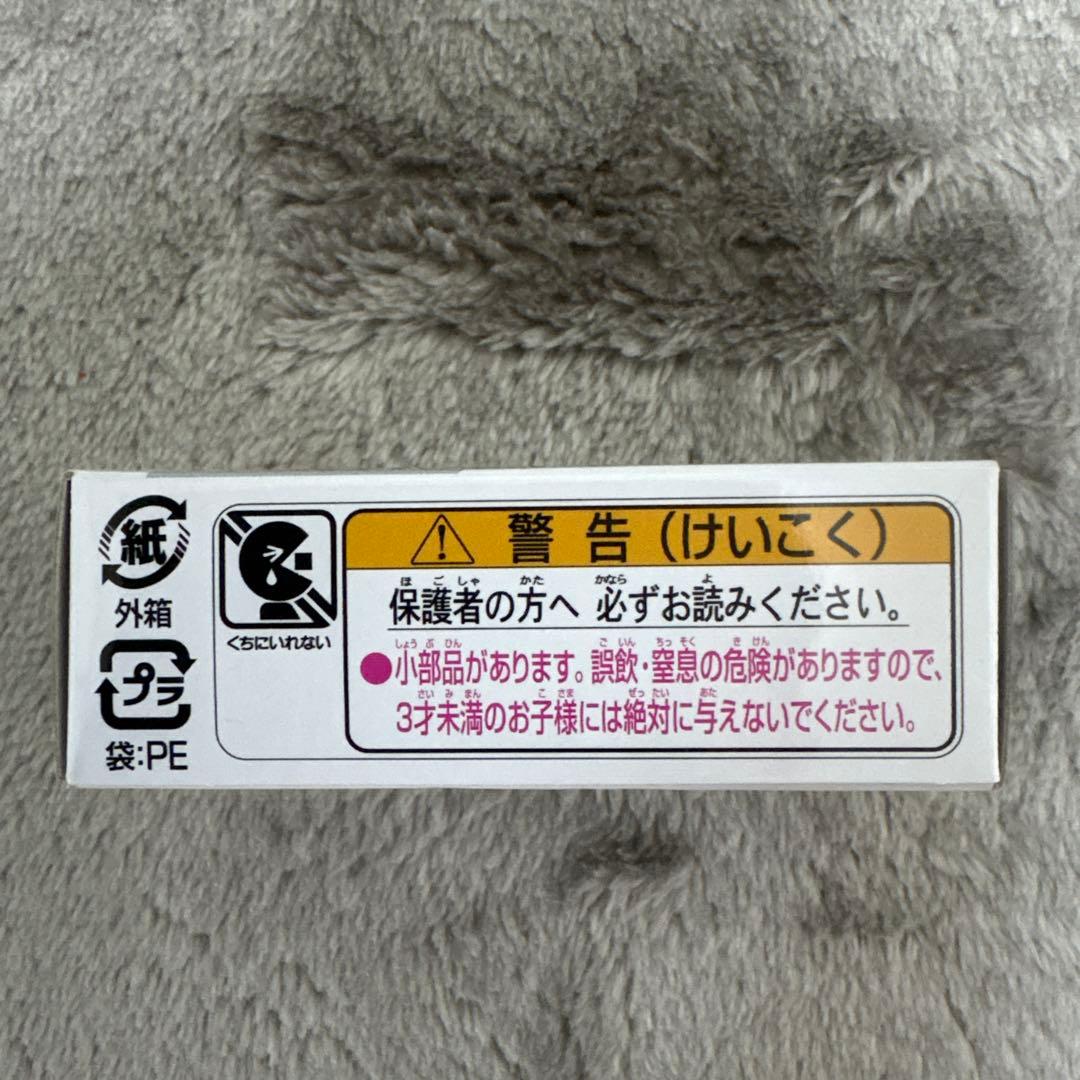 紙
外箱
プラ
袋:PE
くちにいれない
警告(けいこく)
ほごしゃ かた かなら よ
保護者の方へ 必ずお読みください。
しょうぶひん ごいん ちっそく きけん
●小部品があります。誤飲・窒息の危険がありますので、
さいみまん こさま ぜったい あた
3才未満のお子様には絶対に与えないでください。